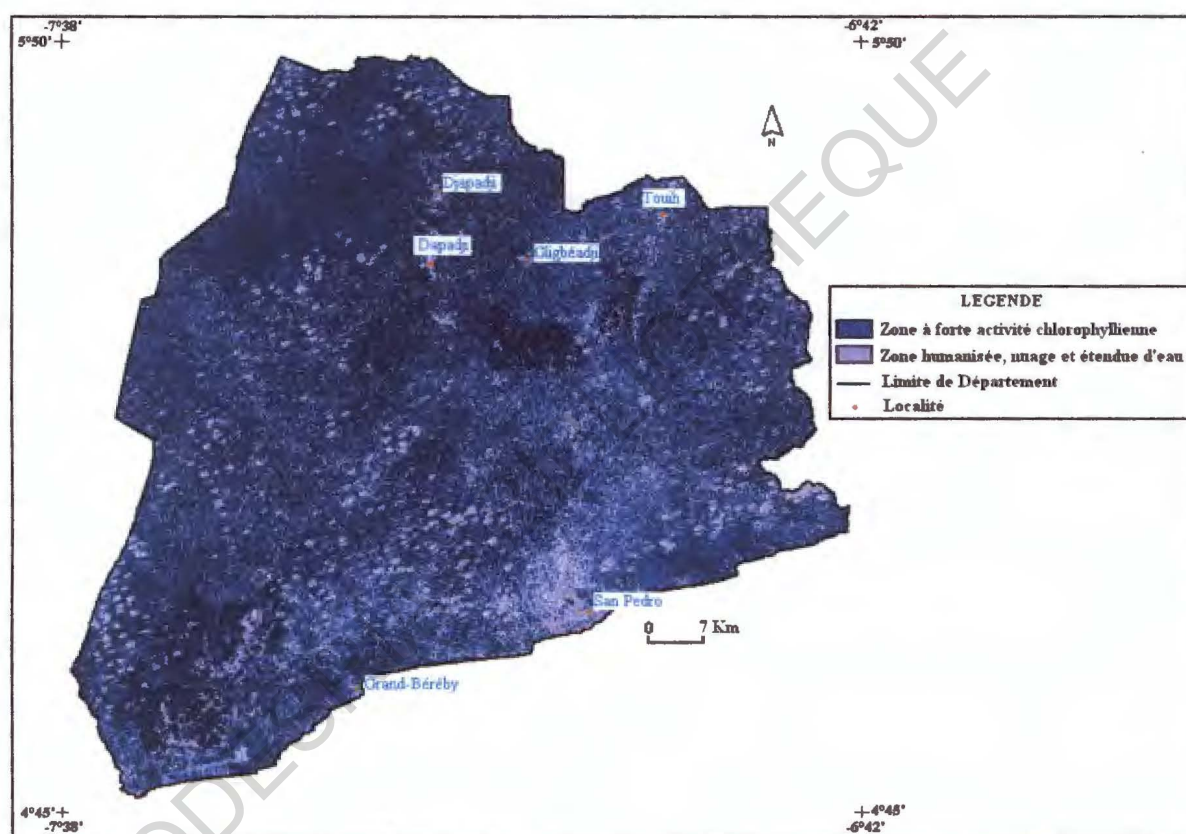 -7°38'
5°50'
-6°42'
5°50'
N
Djapadji
Touih
Dapadji
Gligbéadji
LEGENDE
Zone à forte activité chlorophyllienne
Zone humanisée, nuage et étendue d'eau
Limite de Département
Localité
San Pedro
0 7 Km
Grand-Béréby
4°45'
-7°38'
4°45'
-6°42'